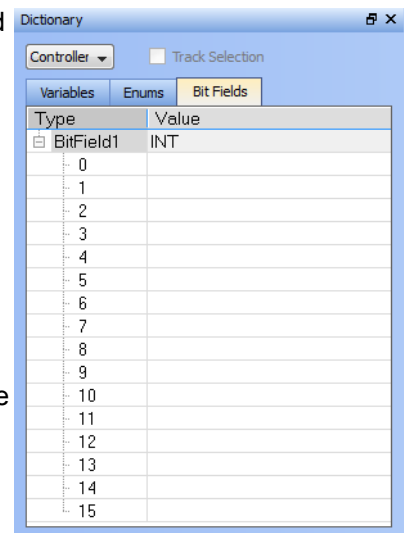 d
Dictionary
Controller
Track Selection
Variables Enums Bit Fields
Type Value
BitField1 INT
0
1
2
3
4
5
6
7
8
9
e
10
11
12
13
14
15